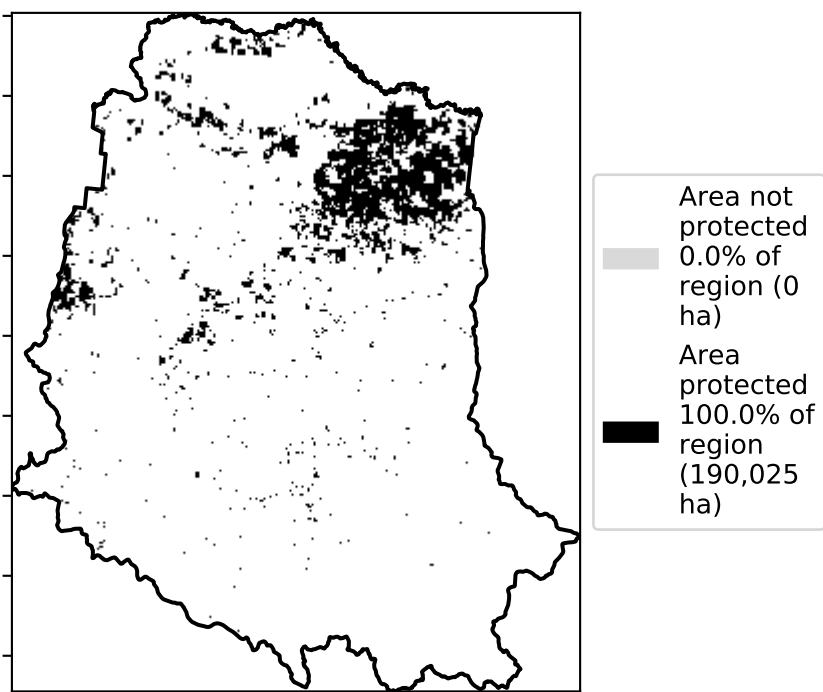 Area not
protected
0.0% of
region (0
ha)
Area
protected
100.0% of
region
(190,025
ha)